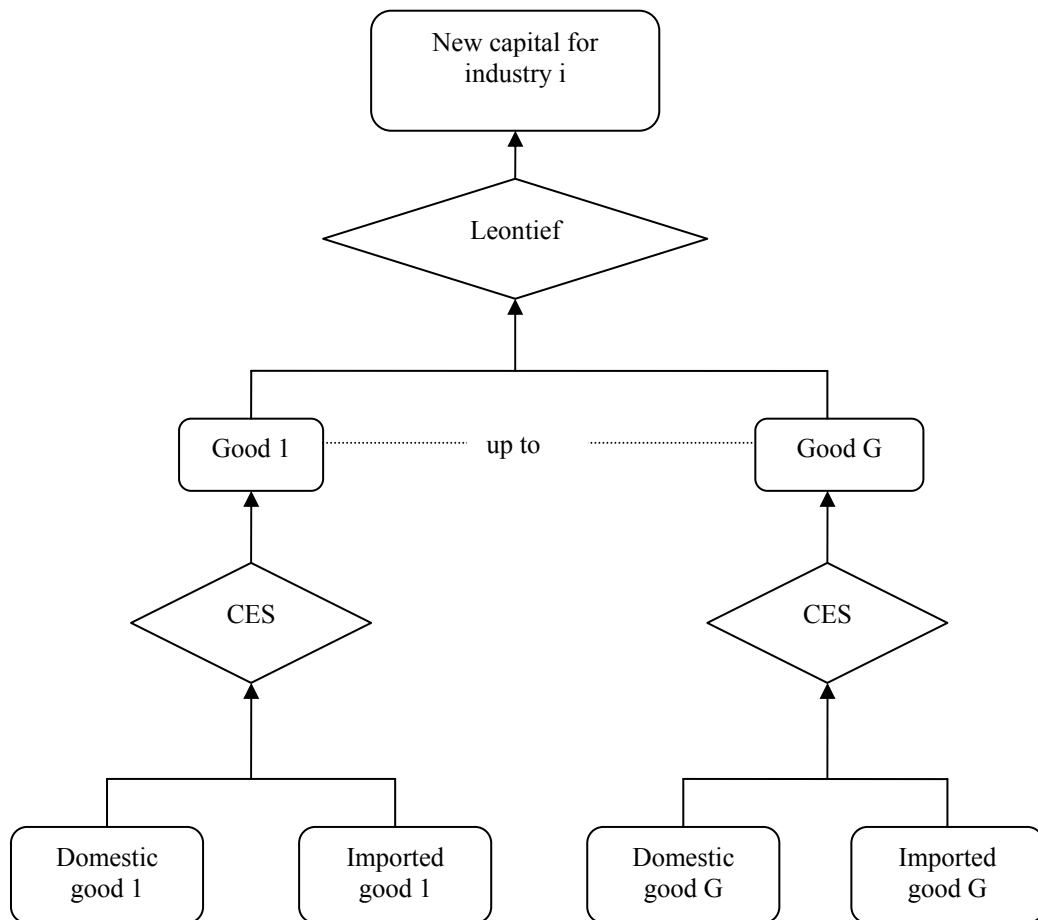 New capital for
industry i
Leontief
Good 1
up to
Good G
CES
CES
Domestic
good 1
Imported
good 1
Domestic
good G
Imported
good G